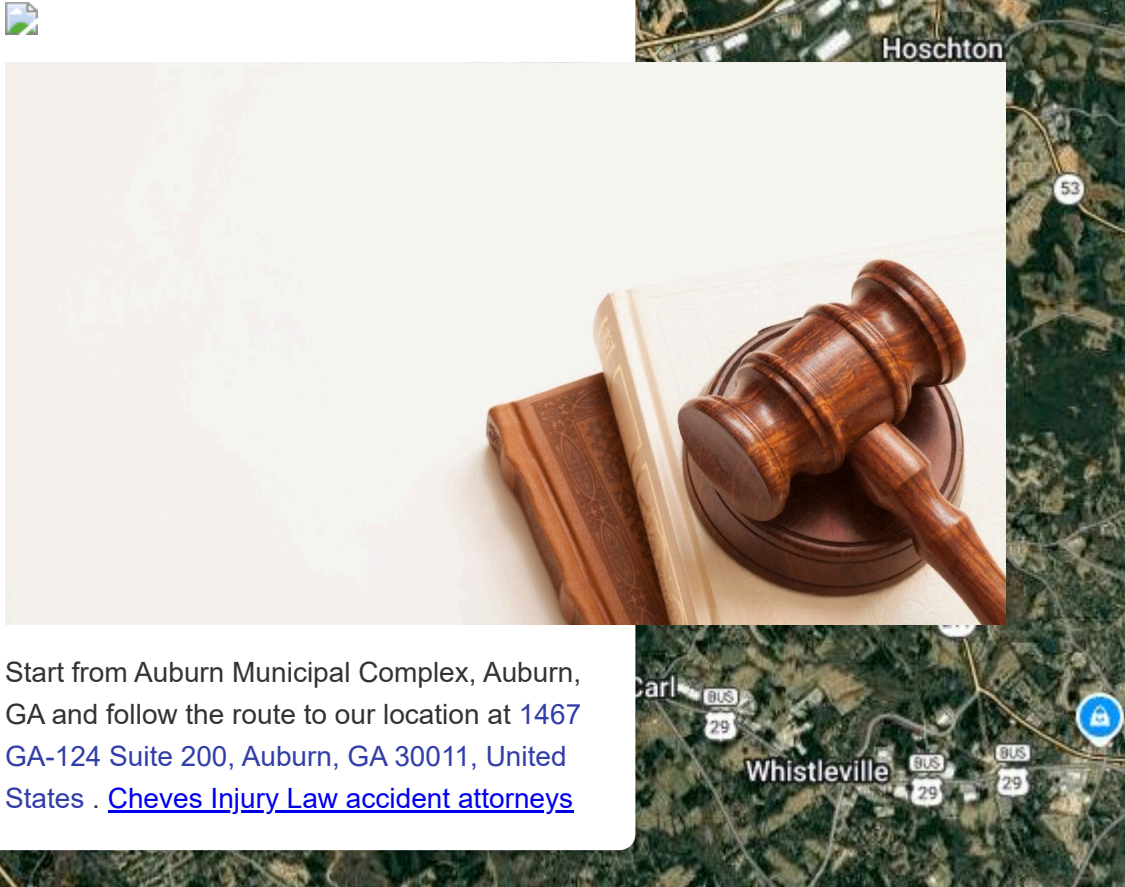 Hoschton
53
Start from Auburn Municipal Complex, Auburn,
GA and follow the route to our location at 1467
GA-124 Suite 200, Auburn, GA 30011, United
States . Cheves Injury Law accident attorneys
Carl
BUS
29
Whistleville
BUS
29
BUS
29